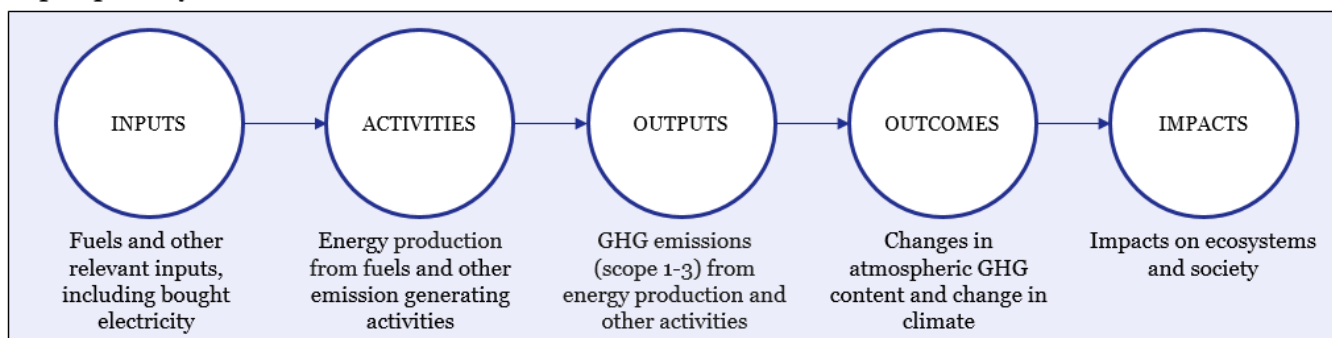 INPUTS
ACTIVITIES
OUTPUTS
OUTCOMES
IMPACTS
Fuels and other
relevant inputs,
including bought
electricity
Energy production
from fuels and other
emission generating
activities
GHG emissions
(scope 1-3) from
energy production and
other activities
Changes in
atmospheric GHG
content and change in
climate
Impacts on ecosystems
and society